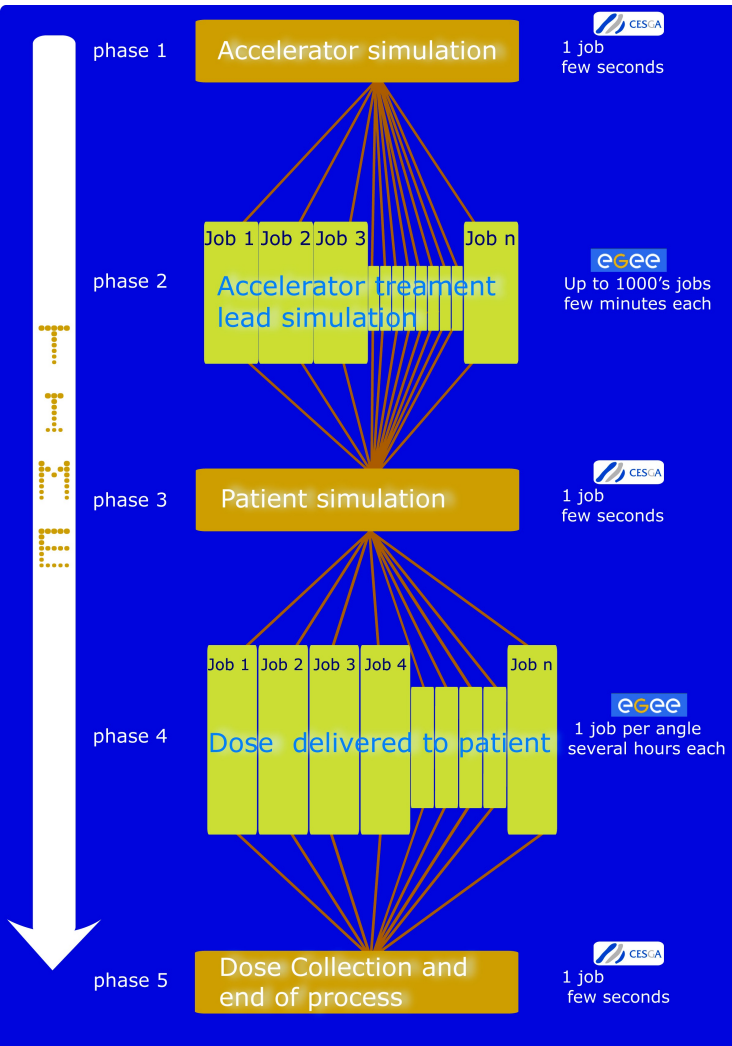 phase 1
Accelerator simulation
CESGA
1 job
few seconds
Job 1
Job 2
Job 3
Job n
phase 2
Accelerator treament
lead simulation
eGee
Up to 1000's jobs
few minutes each
TIME
phase 3
Patient simulation
CESGA
1 job
few seconds
Job 1
Job 2
Job 3
Job 4
Job n
phase 4
Dose delivered to patient
eGee
1 job per angle
several hours each
phase 5
Dose Collection and
end of process
CESGA
1 job
few seconds